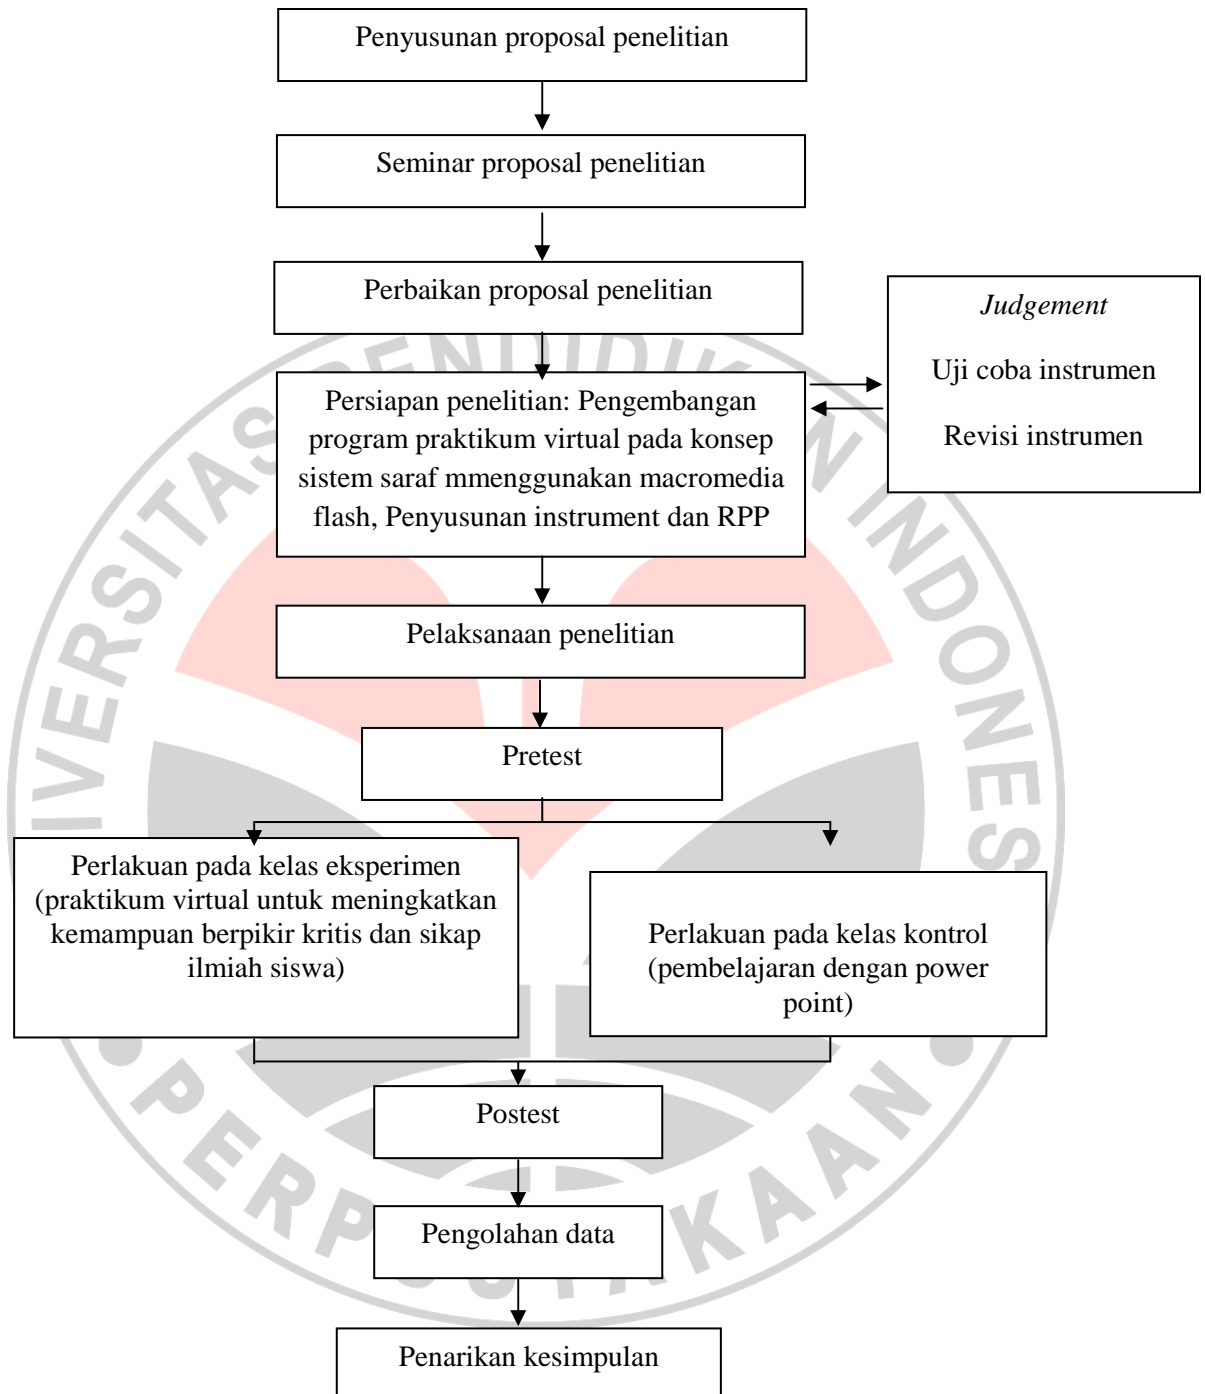 Penyusunan proposal penelitian
Seminar proposal penelitian
Perbaikan proposal penelitian
Judgement
Uji coba instrumen
Revisi instrumen
Persiapan penelitian: Pengembangan
program praktikum virtual pada konsep
sistem saraf mmenggunakan macromedia
flash, Penyusunan instrument dan RPP
Pelaksanaan penelitian
Pretest
Perlakuan pada kelas eksperimen
(praktikum virtual untuk meningkatkan
kemampuan berpikir kritis dan sikap
ilmiah siswa)
Perlakuan pada kelas kontrol
(pembelajaran dengan power
point)
Postest
Pengolahan data
Penarikan kesimpulan